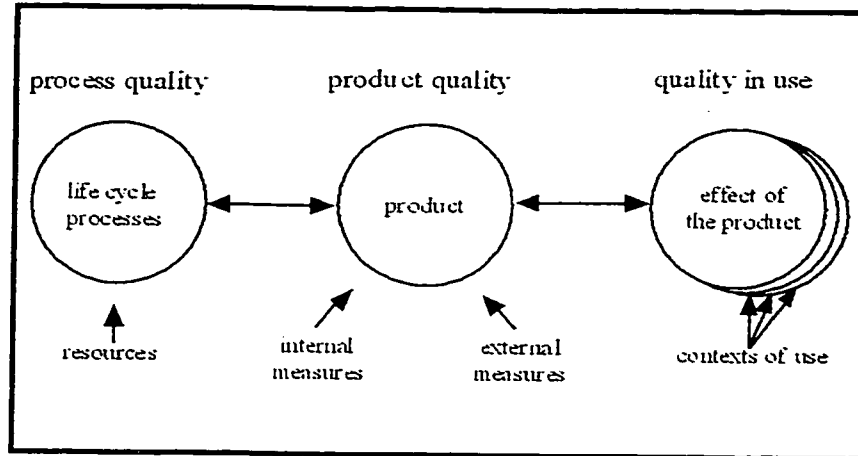 process quality
product quality
quality in use
life cycle
processes
product
effect of
the product
resources
internal
measures
external
measures
contexts of use